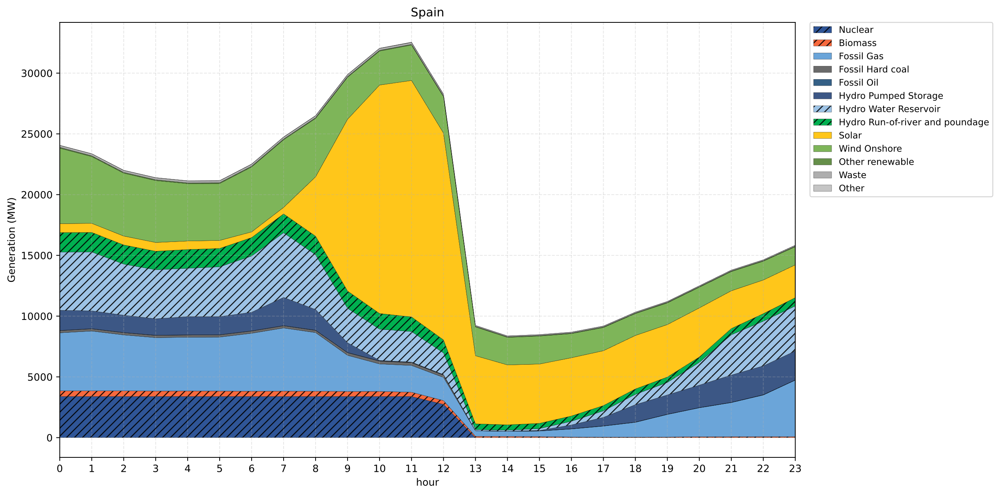 Spain
Generation (MW)
30000
25000
20000
15000
10000
5000
0
0 1 2 3 4 5 6 7 8 9 10 11 12 13 14 15 16 17 18 19 20 21 22 23
hour
Nuclear
Biomass
Fossil Gas
Fossil Hard coal
Fossil Oil
Hydro Pumped Storage
Hydro Water Reservoir
Hydro Run-of-river and poundage
Solar
Wind Onshore
Other renewable
Waste
Other